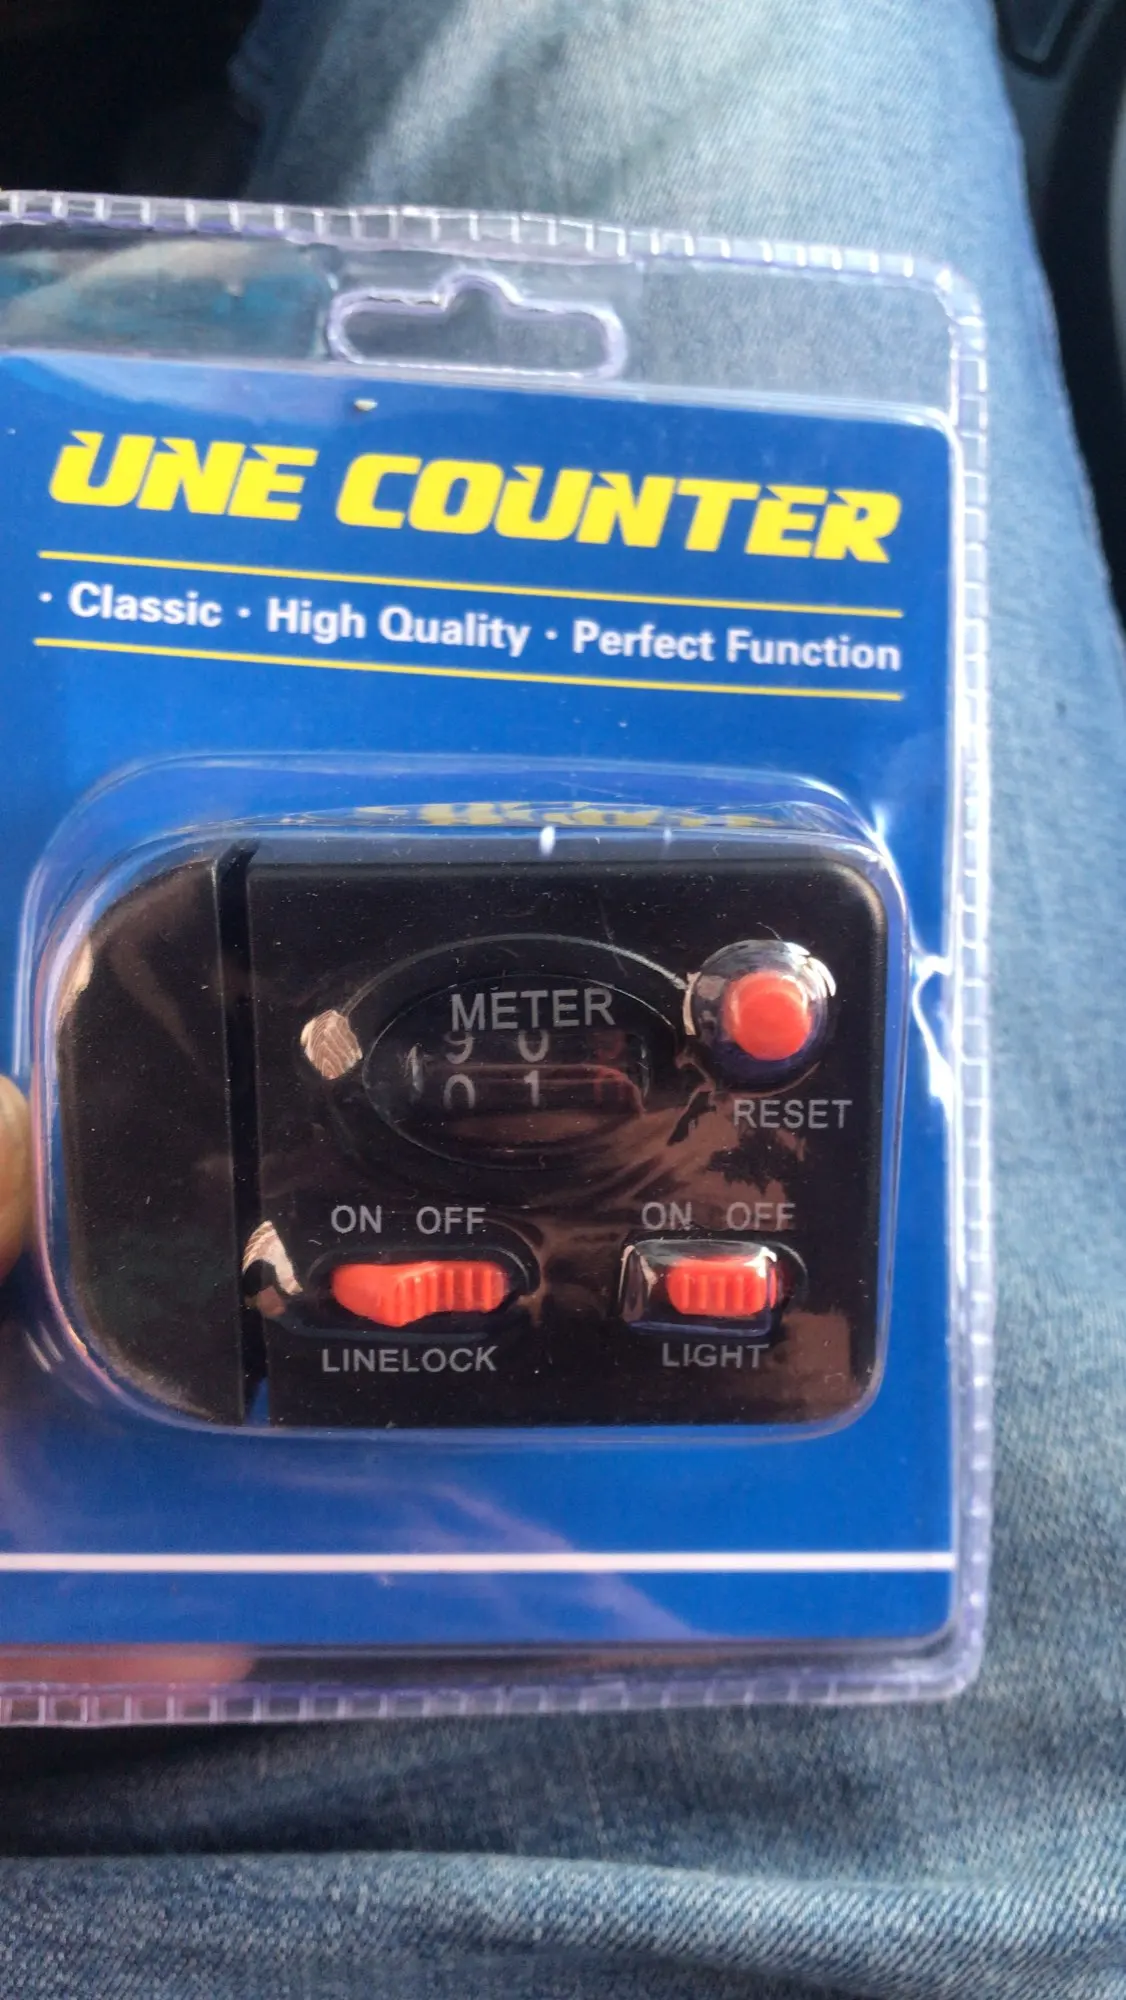 UNE COUNTER
· Classic · High Quality · Perfect Function
METER
RESET
ON OFF
ON OFF
LINELOCK
LIGHT